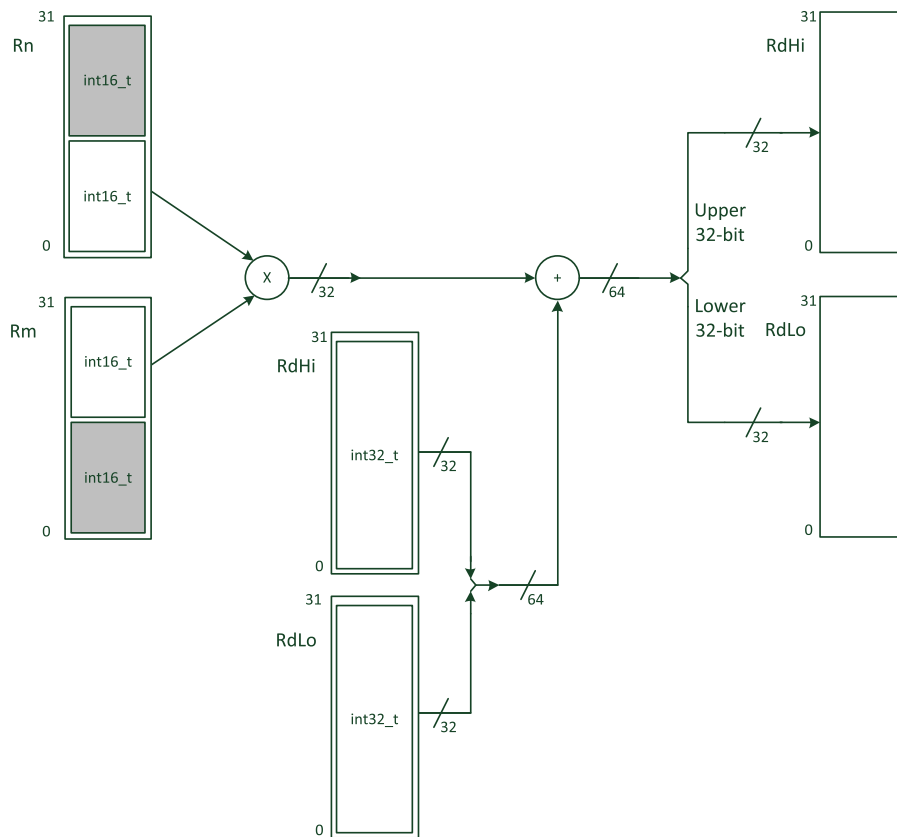 31
Rn
int16_t
int16_t
0
31
Rm
int16_t
int16_t
0
X
32
31
RdHi
int32_t
32
0
31
RdLo
int32_t
32
0
64
+
64
Upper
32-bit
Lower
32-bit
32
31
RdHi
0
32
31
RdLo
0